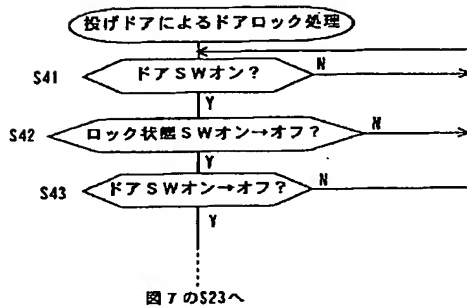 投げドアによるドアロック処理
S41 ドアSWオン? N
Y
S42 ロック状態SWオン→オフ? N
Y
S43 ドアSWオン→オフ? N
Y
図7のS23へ